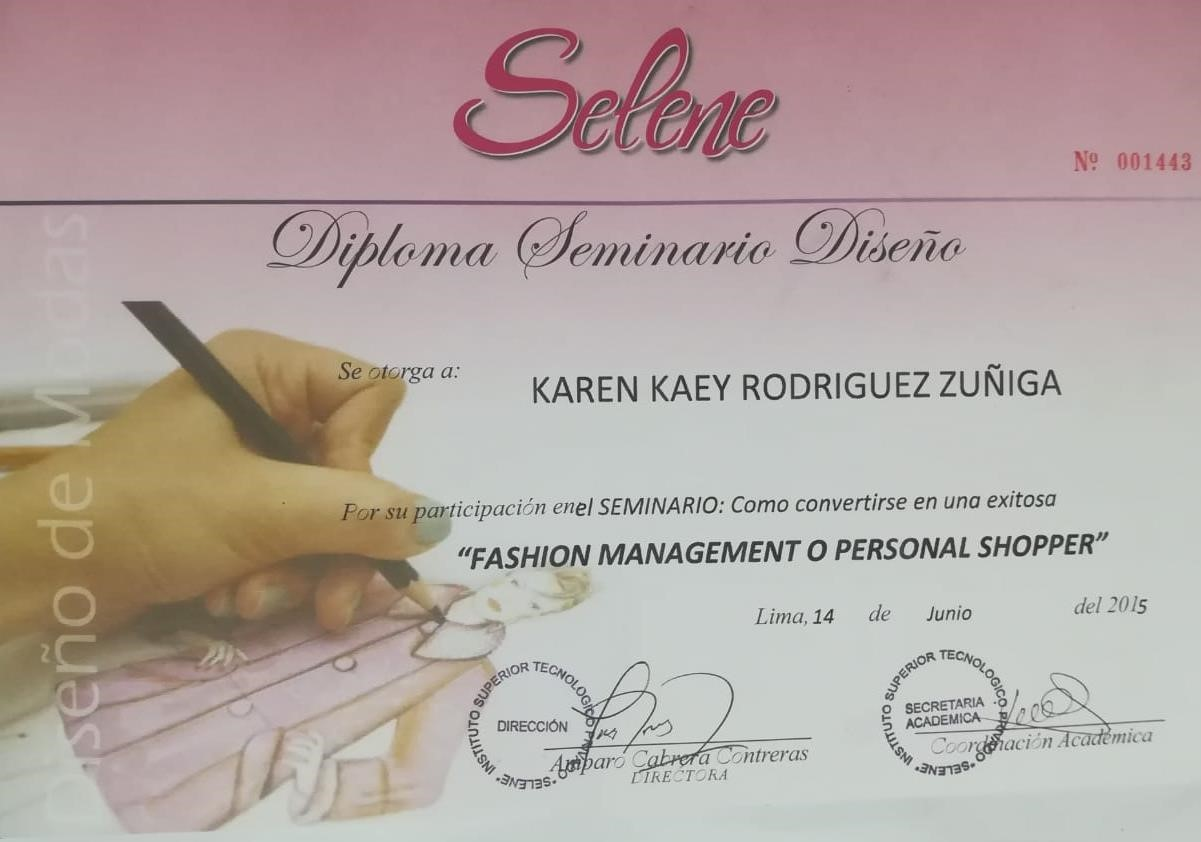 Selene
Nº 001443
Diploma Seminario Diseño
Diseño de Modas
Se otorga a:
KAREN KAEY RODRIGUEZ ZUÑIGA
Por su participación enel SEMINARIO: Como convertirse en una exitosa
“FASHION MANAGEMENT O PERSONAL SHOPPER”
Lima, 14 de Junio del 2015
INSTITUTO SUPERIOR TECNOLOGICO PRIVADO "SELENE"
DIRECCIÓN
Amparo Cabrera Contreras
DIRECTORA
INSTITUTO SUPERIOR TECNOLOGICO PRIVADO "SELENE"
SECRETARIA
ACADEMICA
Coordinación Académica